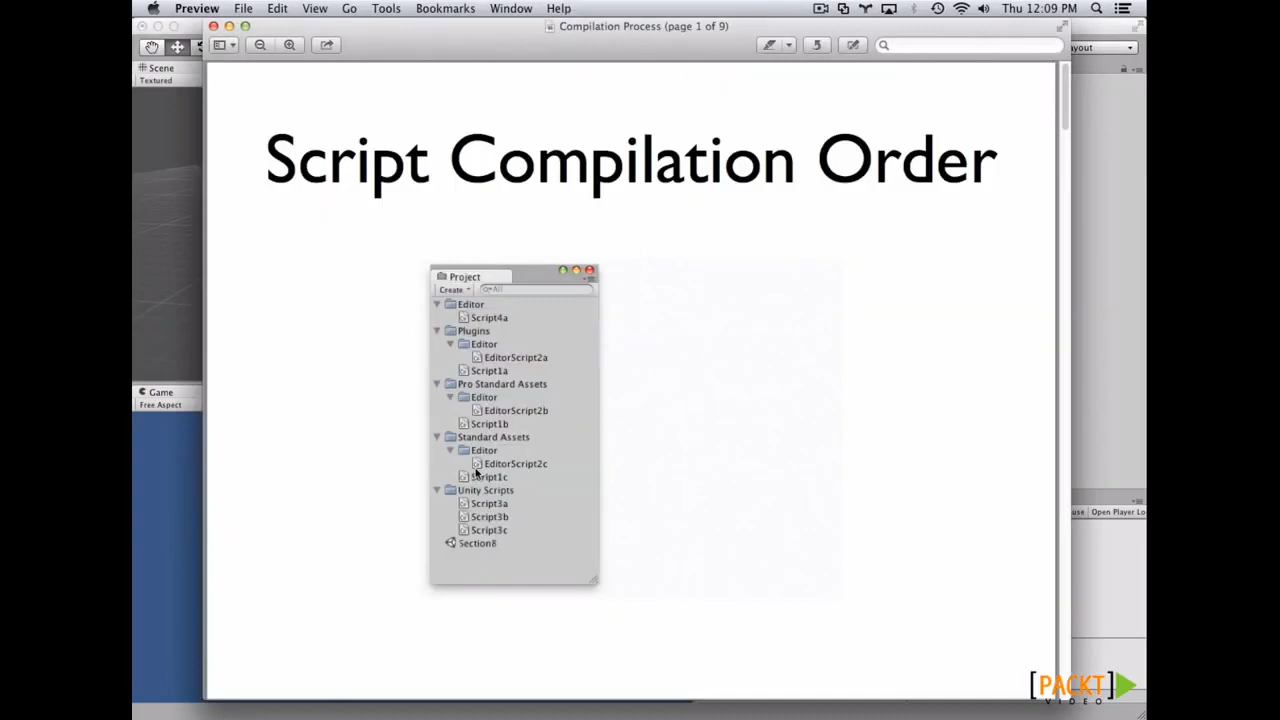 Preview File Edit View Go Tools Bookmarks Window Help Thu 12:09 PM
Compilation Process (page 1 of 9)
ayout
Scene
Textured
Script Compilation Order
Project
Create
All
Editor
Script4a
Plugins
Editor
EditorScript2a
Script1a
Pro Standard Assets
Editor
EditorScript2b
Script1b
Standard Assets
Editor
EditorScript2c
Script1c
Unity Scripts
Script3a
Script3b
Script3c
Section8
Game
Free Aspect
use Open Player Lo
[PACKT]
VIDEO